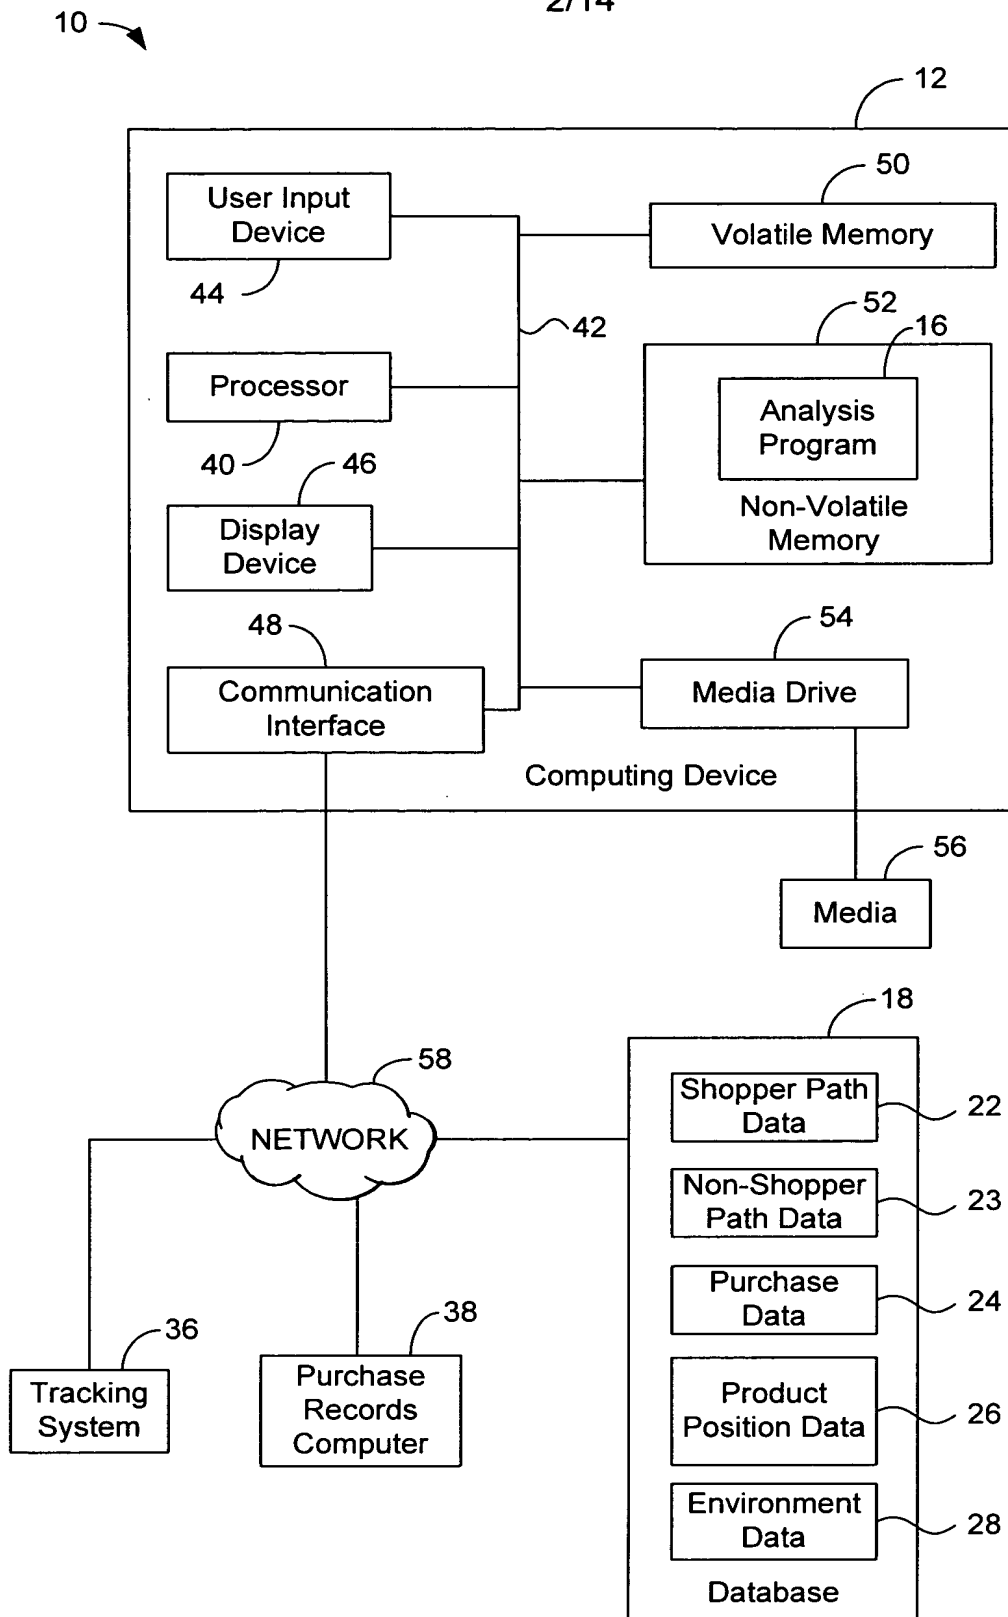 2/14
10
12
User Input
Device
44
50
Volatile Memory
42
52
16
Analysis
Program
Non-Volatile
Memory
Processor
40
46
Display
Device
48
Communication
Interface
54
Media Drive
Computing Device
56
Media
18
58
NETWORK
Shopper Path
Data
22
Non-Shopper
Path Data
23
Purchase
Data
24
Product
Position Data
26
Environment
Data
28
Database
36
Tracking
System
38
Purchase
Records
Computer